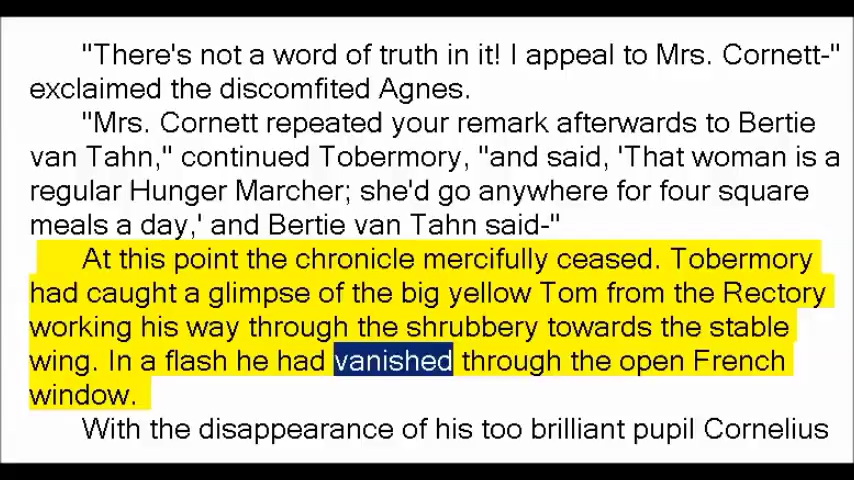 "There's not a word of truth in it! I appeal to Mrs. Cornett-"
exclaimed the discomfited Agnes.
"Mrs. Cornett repeated your remark afterwards to Bertie
van Tahn," continued Tobermory, "and said, 'That woman is a
regular Hunger Marcher; she'd go anywhere for four square
meals a day,' and Bertie van Tahn said-"
At this point the chronicle mercifully ceased. Tobermory
had caught a glimpse of the big yellow Tom from the Rectory
working his way through the shrubbery towards the stable
wing. In a flash he had vanished through the open French
window.
With the disappearance of his too brilliant pupil Cornelius